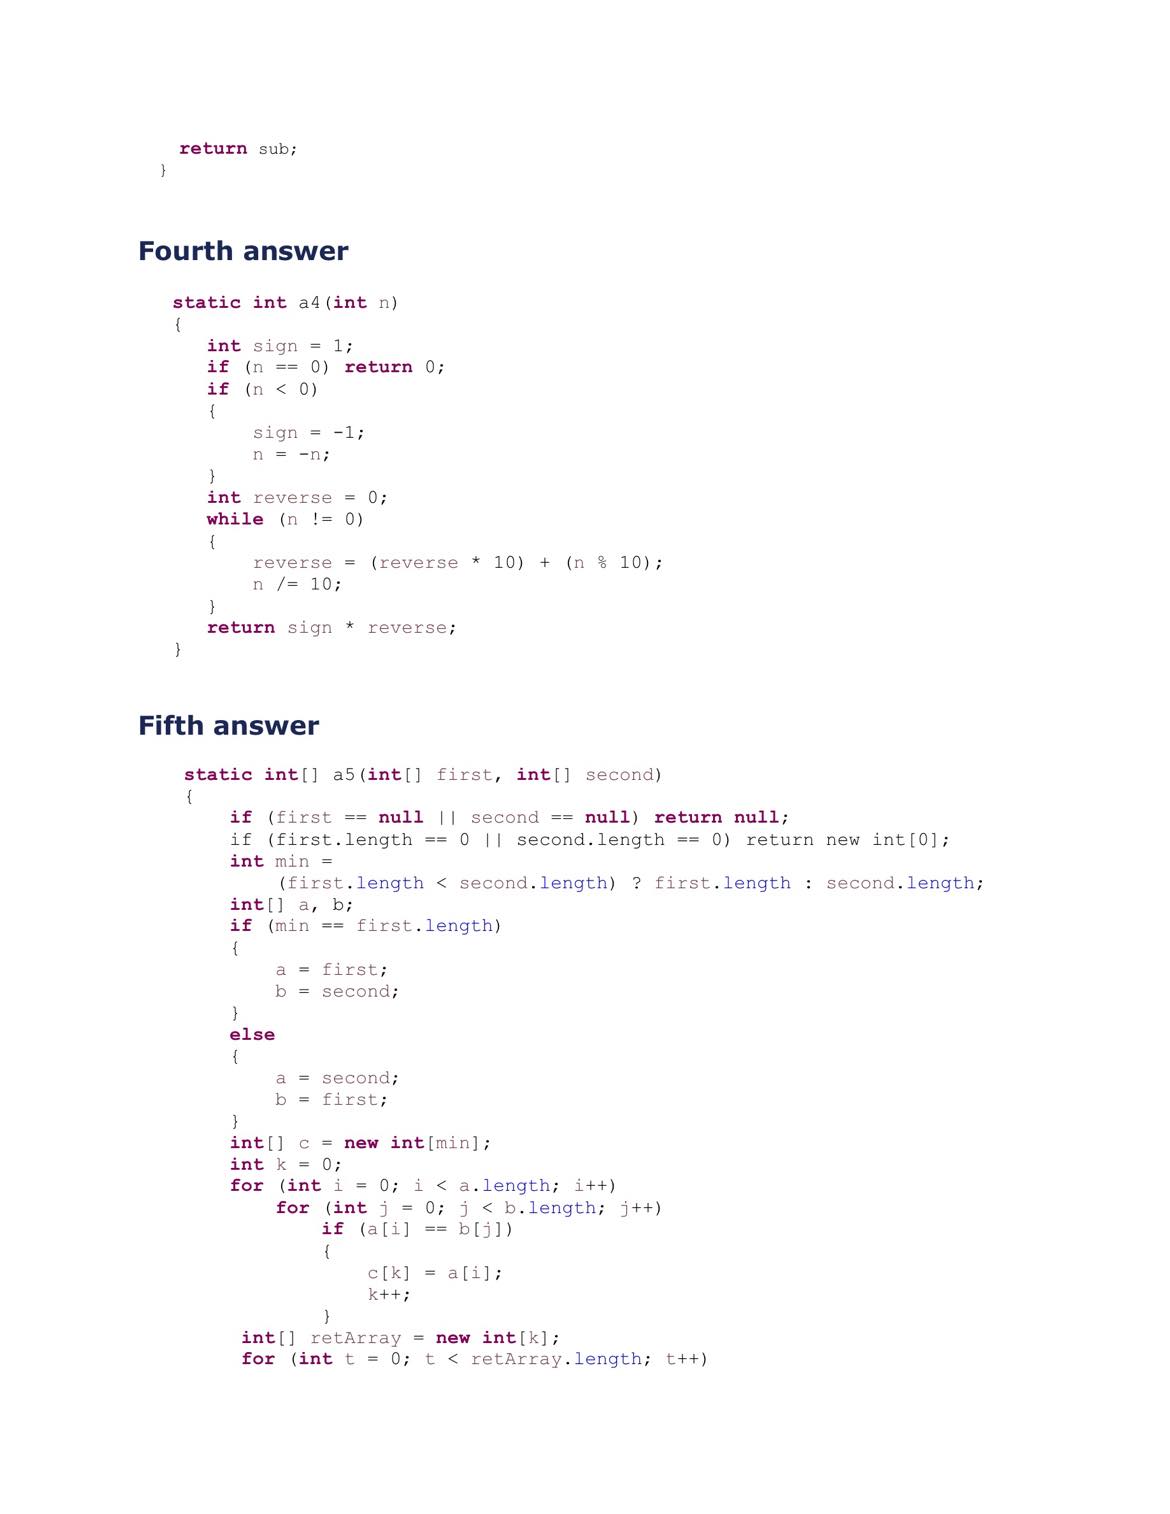 return sub;
}
Fourth answer
static int a4(int n)
{
int sign = 1;
if (n == 0) return 0;
if (n < 0)
{
sign = -1;
n = -n;
}
int reverse = 0;
while (n != 0)
{
reverse = (reverse * 10) + (n % 10);
n /= 10;
}
return sign * reverse;
}
Fifth answer
static int[] a5(int[] first, int[] second)
{
if (first == null || second == null) return null;
if (first.length == 0 || second.length == 0) return new int[0];
int min =
(first.length < second.length) ? first.length : second.length;
int[] a, b;
if (min == first.length)
{
a = first;
b = second;
}
else
{
a = second;
b = first;
}
int[] c = new int[min];
int k = 0;
for (int i = 0; i < a.length; i++)
for (int j = 0; j < b.length; j++)
if (a[i] == b[j])
{
c[k] = a[i];
k++;
}
int[] retArray = new int[k];
for (int t = 0; t < retArray.length; t++)